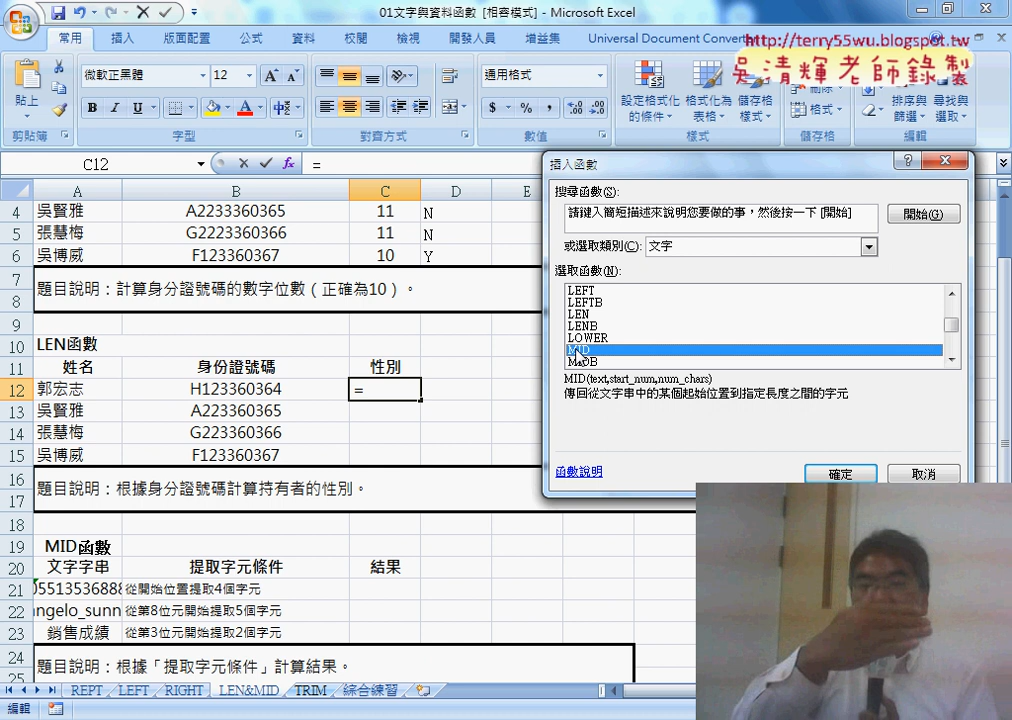 01文字與資料函數 [相容模式] - Microsoft Excel
常用 插入 版面配置 公式 資料 校閱 檢視 開發人員 增益集 Universal Document Converter
http://terry55wu.blogspot.tw
吳清輝老師錄製
貼上 微軟正黑體 12 通用格式 設定格式化的條件 格式化為表格 儲存格樣式 刪除 格式 排序與篩選 尋找與選取
剪貼簿 字型 對齊方式 數值 樣式 儲存格 編輯
C12 =
A B C D E
4 吳賢雅 A2233360365 11 N
5 張慧梅 G2223360366 11 N
6 吳博威 F123360367 10 Y
7 題目說明：計算身分證號碼的數字位數（正確為10）。
8
9
10 LEN函數
11 姓名 身份證號碼 性別
12 郭宏志 H123360364 =
13 吳賢雅 A223360365
14 張慧梅 G223360366
15 吳博威 F123360367
16 題目說明：根據身分證號碼計算持有者的性別。
17
18
19 MID函數
20 文字字串 提取字元條件 結果
21 0551353688 從開始位置提取4個字元
22 angelo_sunn 從第8位元開始提取5個字元
23 銷售成績 從第3位元開始提取2個字元
24 題目說明：根據「提取字元條件」計算結果。
25
REPT LEFT RIGHT LEN&MID TRIM 綜合練習
編輯
插入函數
搜尋函數(S):
請鍵入簡短描述來說明您要做的事，然後按一下 [開始]
開始(G)
或選取類別(C): 文字
選取函數(N):
LEFT
LEFTB
LEN
LENB
LOWER
MID
MIDB
MID(text,start_num,num_chars)
傳回從文字串中的某個起始位置到指定長度之間的字元
函數說明 確定 取消